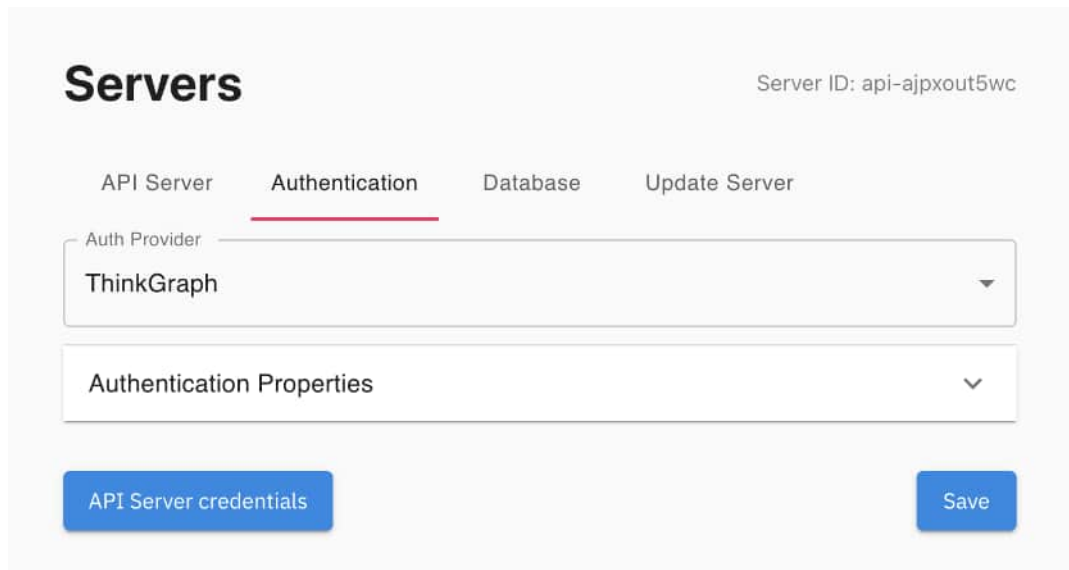 Servers
Server ID: api-ajpxout5wc
API Server Authentication Database Update Server
Auth Provider
ThinkGraph
Authentication Properties
API Server credentials Save